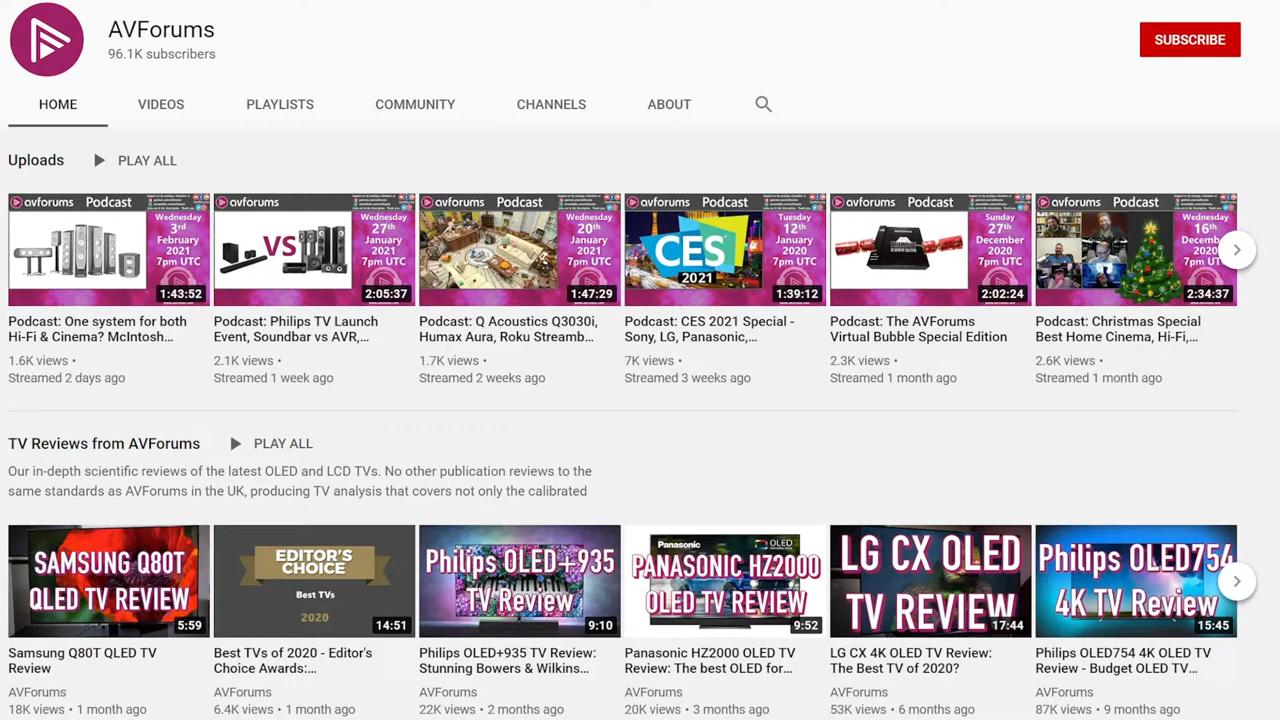 AVForums
96.1K subscribers
SUBSCRIBE
HOME VIDEOS PLAYLISTS COMMUNITY CHANNELS ABOUT
Uploads PLAY ALL
avforums Podcast
Wednesday
3rd
February
2021
7pm UTC
1:43:52
avforums Podcast
VS
Wednesday
27th
January
2021
7pm UTC
2:05:37
avforums Podcast
Wednesday
20th
January
2021
7pm UTC
1:47:29
avforums Podcast
CES
2021
Tuesday
12th
January
2020
7pm UTC
1:39:12
avforums Podcast
Sunday
27th
December
2020
7pm UTC
2:02:24
avforums Podcast
Wednesday
16th
2020
7pm UTC
2:34:37
Podcast: One system for both
Hi-Fi & Cinema? McIntosh...
1.6K views •
Streamed 2 days ago
Podcast: Philips TV Launch
Event, Soundbar vs AVR,...
2.1K views •
Streamed 1 week ago
Podcast: Q Acoustics Q3030i,
Humax Aura, Roku Streamb...
1.7K views •
Streamed 2 weeks ago
Podcast: CES 2021 Special -
Sony, LG, Panasonic,...
7K views •
Streamed 3 weeks ago
Podcast: The AVForums
Virtual Bubble Special Edition
2.3K views •
Streamed 1 month ago
Podcast: Christmas Special
Best Home Cinema, Hi-Fi,...
2.6K views •
Streamed 1 month ago
TV Reviews from AVForums PLAY ALL
Our in-depth scientific reviews of the latest OLED and LCD TVs. No other publication reviews to the
same standards as AVForums in the UK, producing TV analysis that covers not only the calibrated
SAMSUNG Q80T
QLED TV REVIEW
5:59
EDITOR'S
CHOICE
Best TVs
2020
14:51
Philips OLED+935
TV Review
9:10
Panasonic OLED
PANASONIC HZ2000
OLED TV REVIEW
9:52
LG CX OLED
TV REVIEW
17:44
Philips OLED754
4K TV Review
15:45
Samsung Q80T QLED TV
Review
AVForums
18K views • 1 month ago
Best TVs of 2020 - Editor's
Choice Awards:...
AVForums
6.4K views • 1 month ago
Philips OLED+935 TV Review:
Stunning Bowers & Wilkins...
AVForums
22K views • 2 months ago
Panasonic HZ2000 OLED TV
Review: The best OLED for...
AVForums
20K views • 3 months ago
LG CX 4K OLED TV Review:
The Best TV of 2020?
AVForums
53K views • 6 months ago
Philips OLED754 4K OLED TV
Review - Budget OLED TV...
AVForums
87K views • 9 months ago